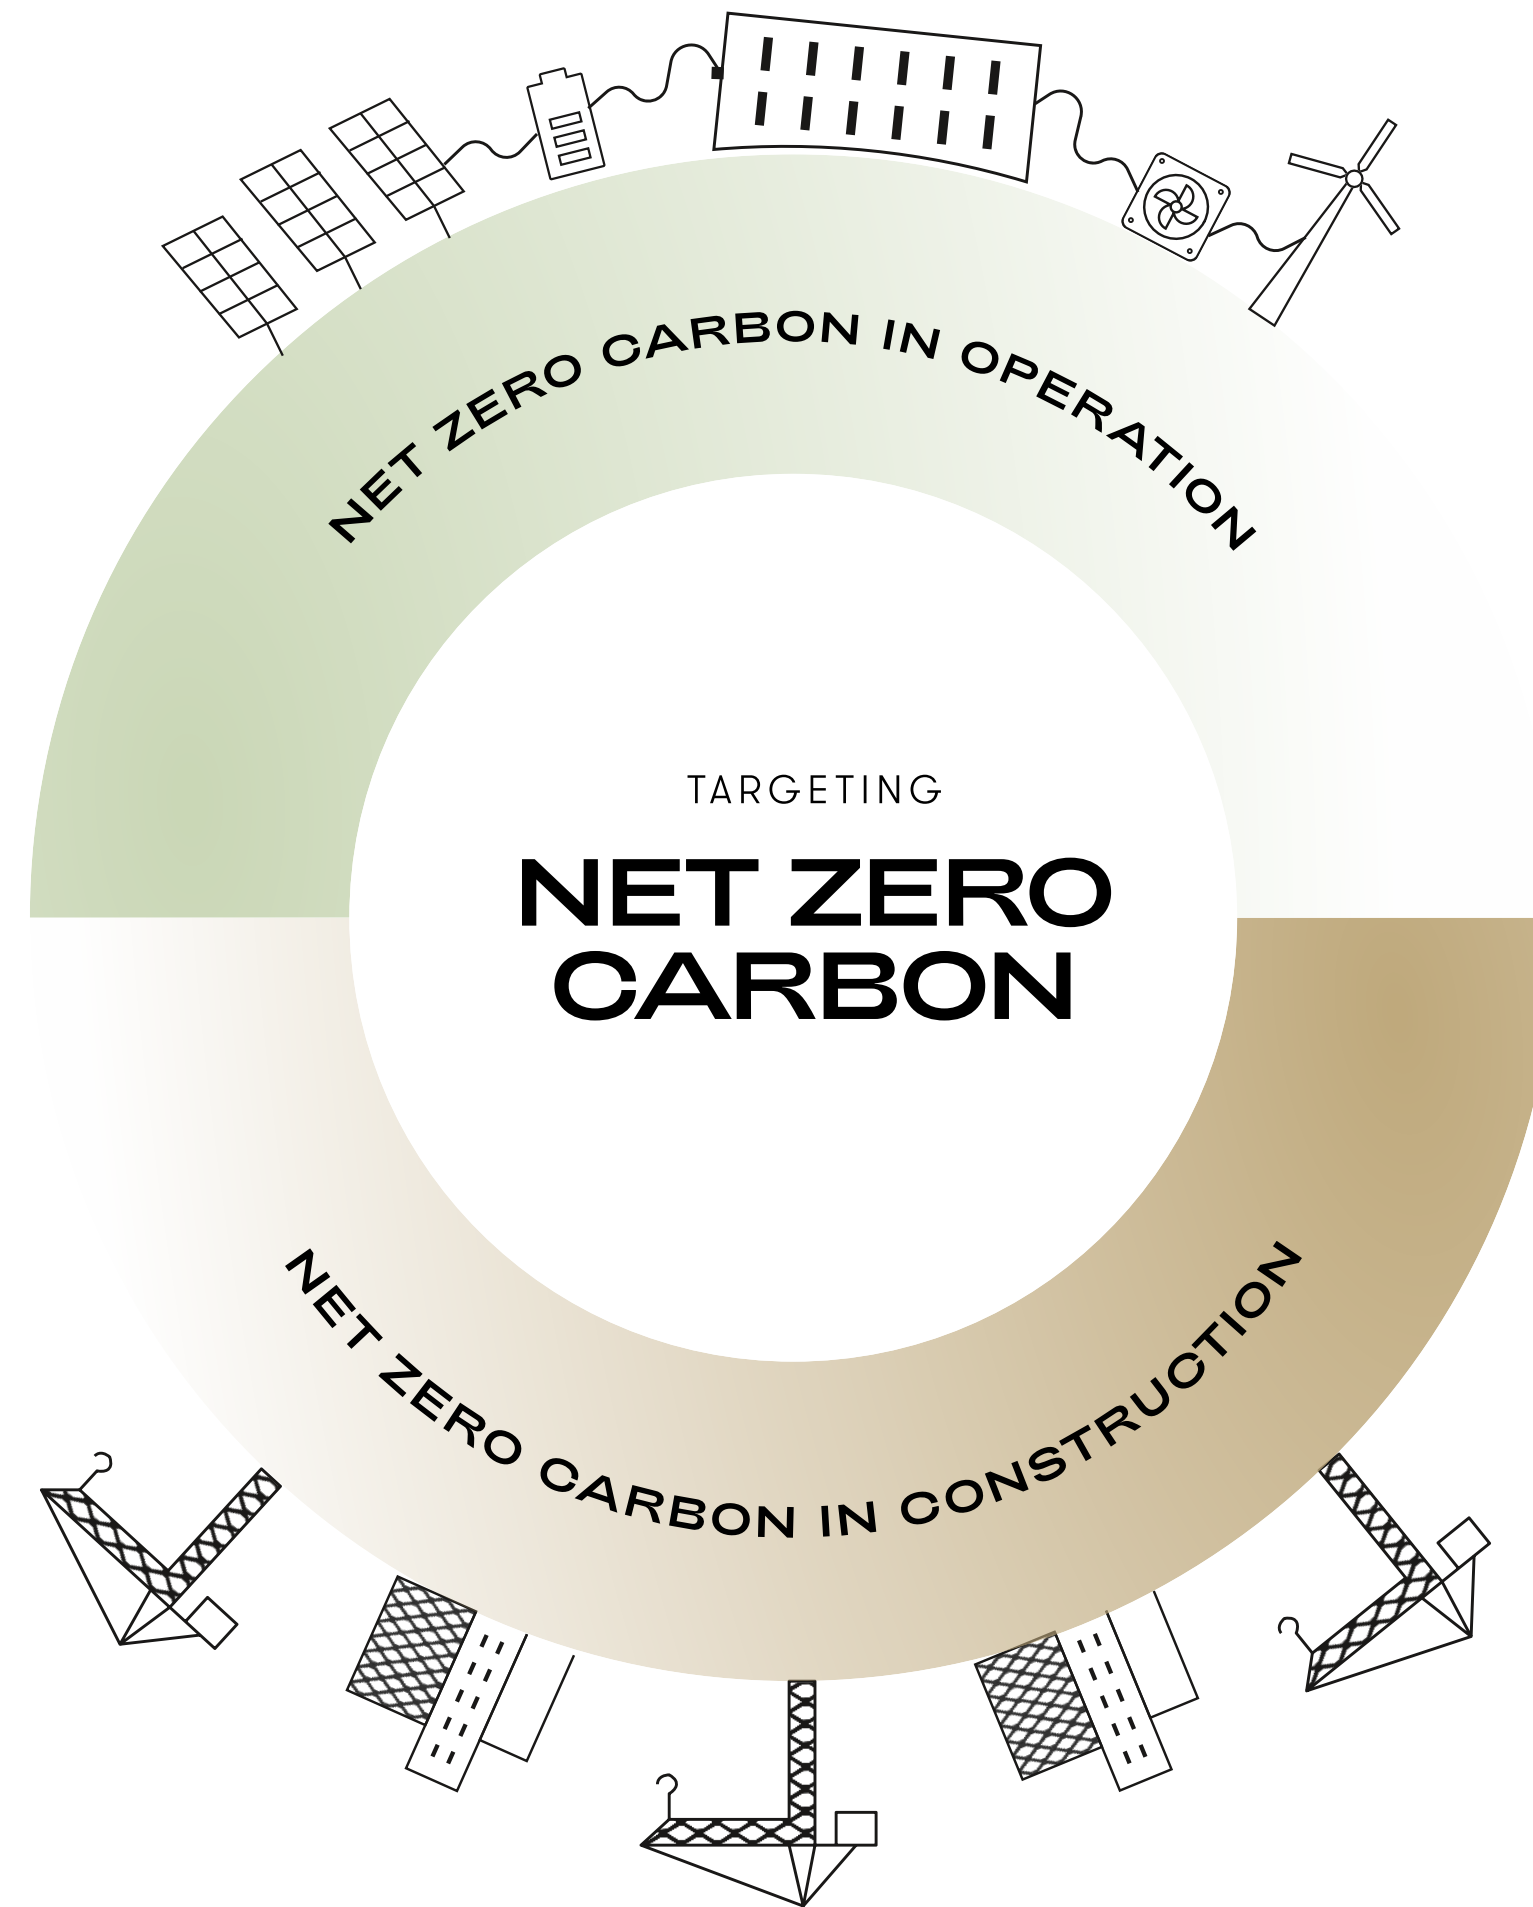 NET ZERO CARBON IN OPERATION
TARGETING
NET ZERO
CARBON
NET ZERO CARBON IN CONSTRUCTION